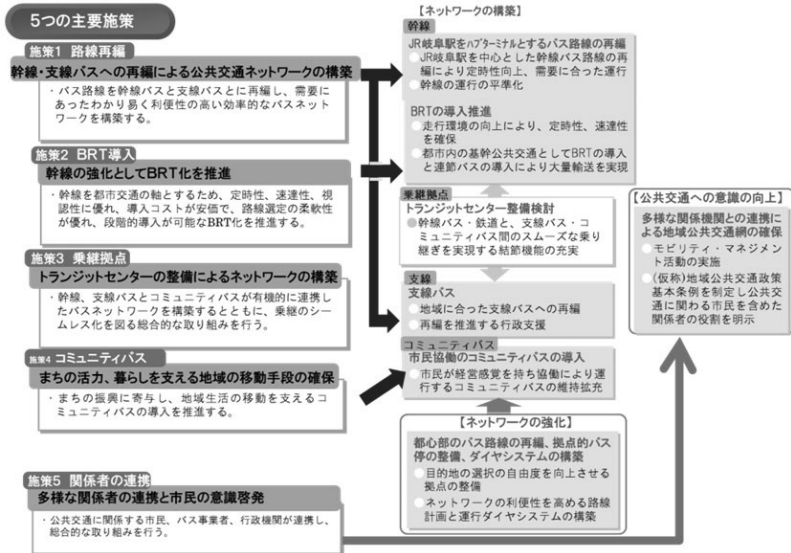 5つの主要施策
施策1 路線再編
幹線・支線バスへの再編による公共交通ネットワークの構築
・バス路線を幹線バスと支線バスとに再編し、需要に
あったわかり易く利便性の高い効率的なバスネット
ワークを構築する。
施策2 BRT導入
幹線の強化としてBRT化を推進
・幹線を都市交通の軸とするため、定時性、速達性、視
認性に優れ、導入コストが安価で、路線選定の柔軟性
が優れ、段階的導入が可能なBRT化を推進する。
施策3 乗継拠点
トランジットセンターの整備によるネットワークの構築
・幹線、支線バスとコミュニティバスが有機的に連携し
たバスネットワークを構築するとともに、乗継のシー
ムレス化を図る総合的な取り組みを行う。
施策4 コミュニティバス
まちの活力、暮らしを支える地域の移動手段の確保
・まちの振興に寄与し、地域生活の移動を支えるコ
ミュニティバスの導入を推進する。
施策5 関係者の連携
多様な関係者の連携と市民の意識啓発
・公共交通に関係する市民、バス事業者、行政機関が連携し、
総合的な取り組みを行う。
【ネットワークの構築】
幹線
JR岐阜駅をハブターミナルとするバス路線の再編
JR岐阜駅を中心とした幹線バス路線の再
編により定時性向上、需要に合った運行
幹線の運行の平準化
BRTの導入推進
走行環境の向上により、定時性、速達性
を確保
都市内の基幹公共交通としてBRTの導入
と連節バスの導入により大量輸送を実現
乗継拠点
トランジットセンター整備検討
幹線バス・鉄道と、支線バス・コ
ミュニティバス間のスムーズな乗り
継ぎを実現する結節機能の充実
支線
支線バス
地域に合った支線バスへの再編
再編を推進する行政支援
コミュニティバス
市民協働のコミュニティバスの導入
市民が経営感覚を持ち協働により運
行するコミュニティバスの維持拡充
【ネットワークの強化】
都心部のバス路線の再編、拠点的バス
停の整備、ダイヤシステムの構築
目的地の選択の自由度を向上させる
拠点の整備
ネットワークの利便性を高める路線
計画と運行ダイヤシステムの構築
【公共交通への意識の向上】
多様な関係機関との連携に
よる地域公共交通網の確保
モビリティ・マネジメン
ト活動の実施
(仮称)地域公共交通政策
基本条例を制定し公共交
通に関わる市民を含めた
関係者の役割を明示